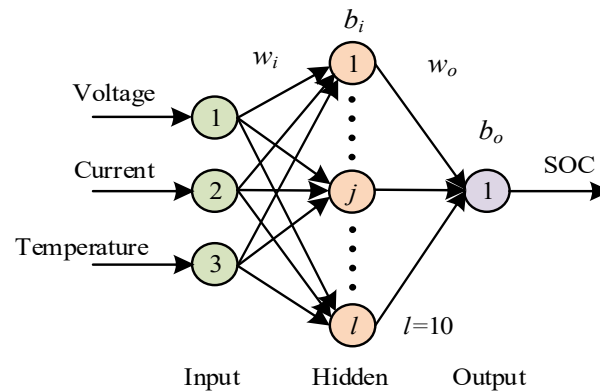 b_i
w_i
1
w_o
Voltage
1
b_o
SOC
Current
2
j
1
Temperature
3
l
l=10
Input
Hidden
Output